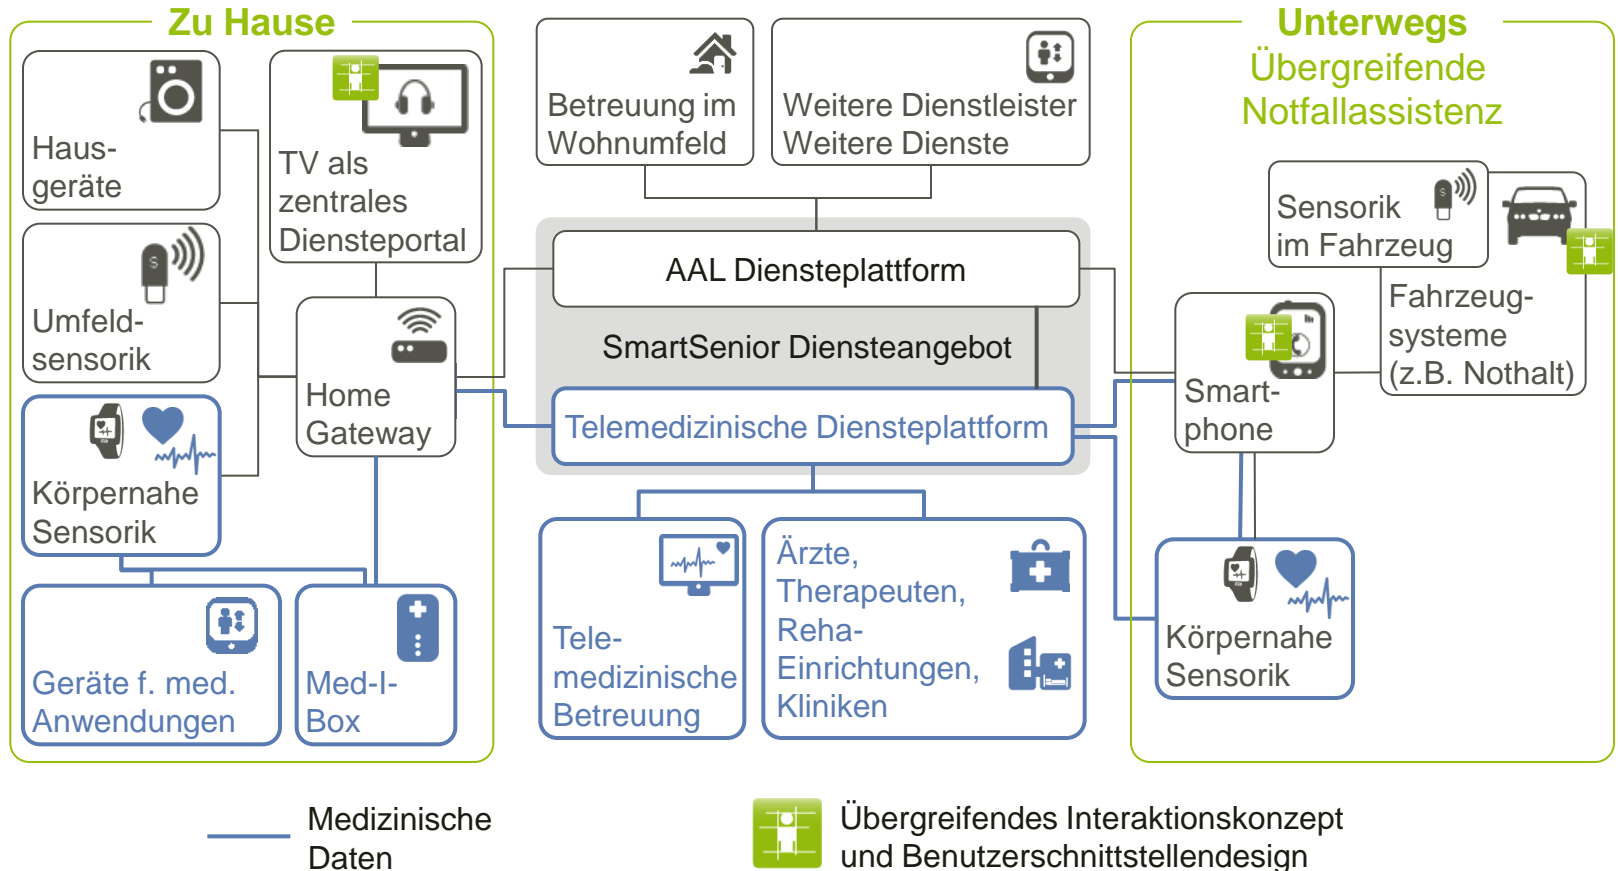 Zu Hause
Haus-
geräte
TV als
zentrales
Diensteportal
Umfeld-
sensorik
Home
Gateway
Körpernahe
Sensorik
Geräte f. med.
Anwendungen
Med-I-
Box
Betreuung im
Wohnumfeld
Weitere Dienstleister
Weitere Dienste
AAL Diensteplattform
SmartSenior Diensteangebot
Telemedizinische Diensteplattform
Tele-
medizinische
Betreuung
Ärzte,
Therapeuten,
Reha-
Einrichtungen,
Kliniken
Unterwegs
Übergreifende
Notfallassistenz
Sensorik
im Fahrzeug
Fahrzeug-
systeme
(z.B. Nothalt)
Smart-
phone
Körpernahe
Sensorik
Medizinische
Daten
Übergreifendes Interaktionskonzept
und Benutzerschnittstellendesign